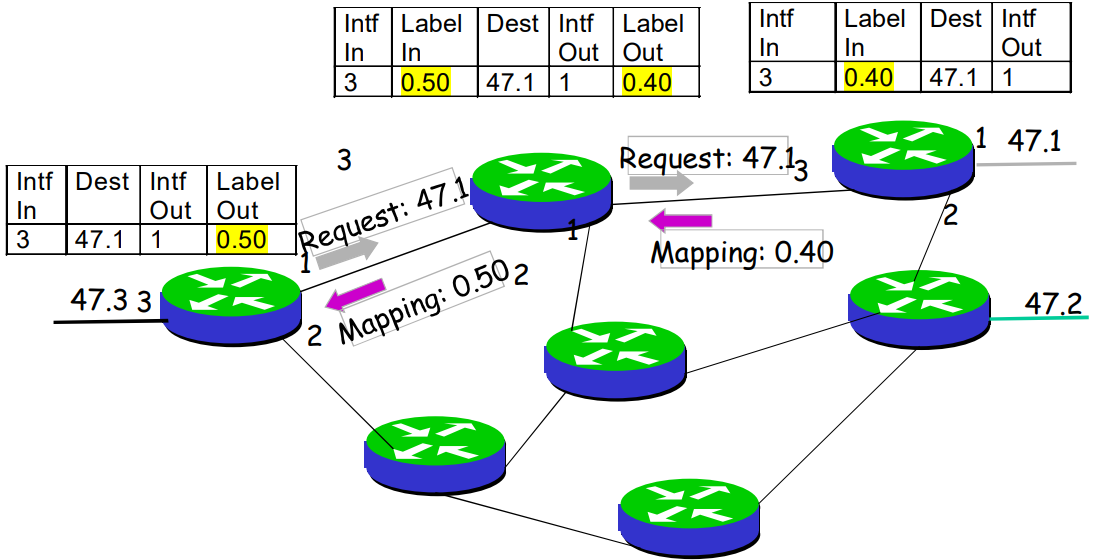 Intf In | Label In | Dest | Intf Out | Label Out
3 | 0.50 | 47.1 | 1 | 0.40
Intf In | Label In | Dest | Intf Out
3 | 0.40 | 47.1 | 1
Intf In | Dest | Intf Out | Label Out
3 | 47.1 | 1 | 0.50
3
Request: 47.1
Mapping: 0.50
1
2
47.3 3
2
1
Request: 47.1
3
Mapping: 0.40
1
47.1
2
47.2